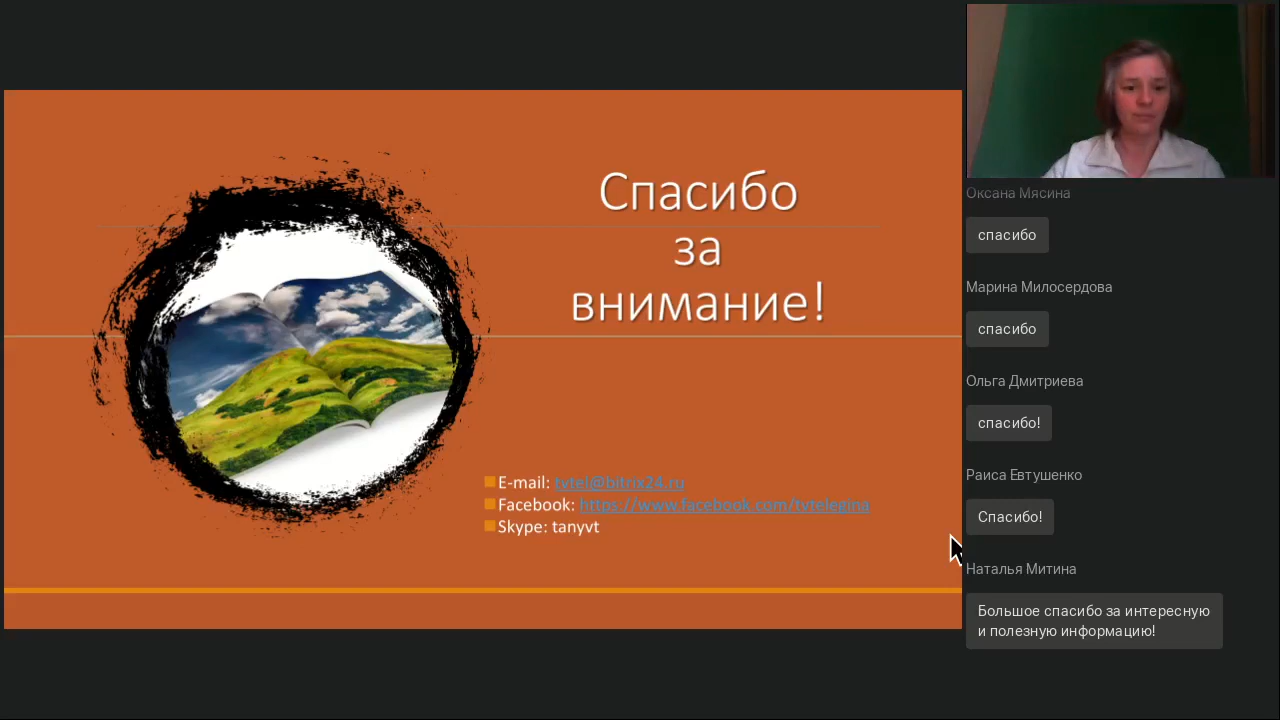 Спасибо
за
внимание!
E-mail: tvtel@bitrix24.ru
Facebook: https://www.facebook.com/tvtelegina
Skype: tanyvt
Оксана Мясина
спасибо
Марина Милосердова
спасибо
Ольга Дмитриева
спасибо!
Раиса Евтушенко
Спасибо!
Наталья Митина
Большое спасибо за интересную
и полезную информацию!